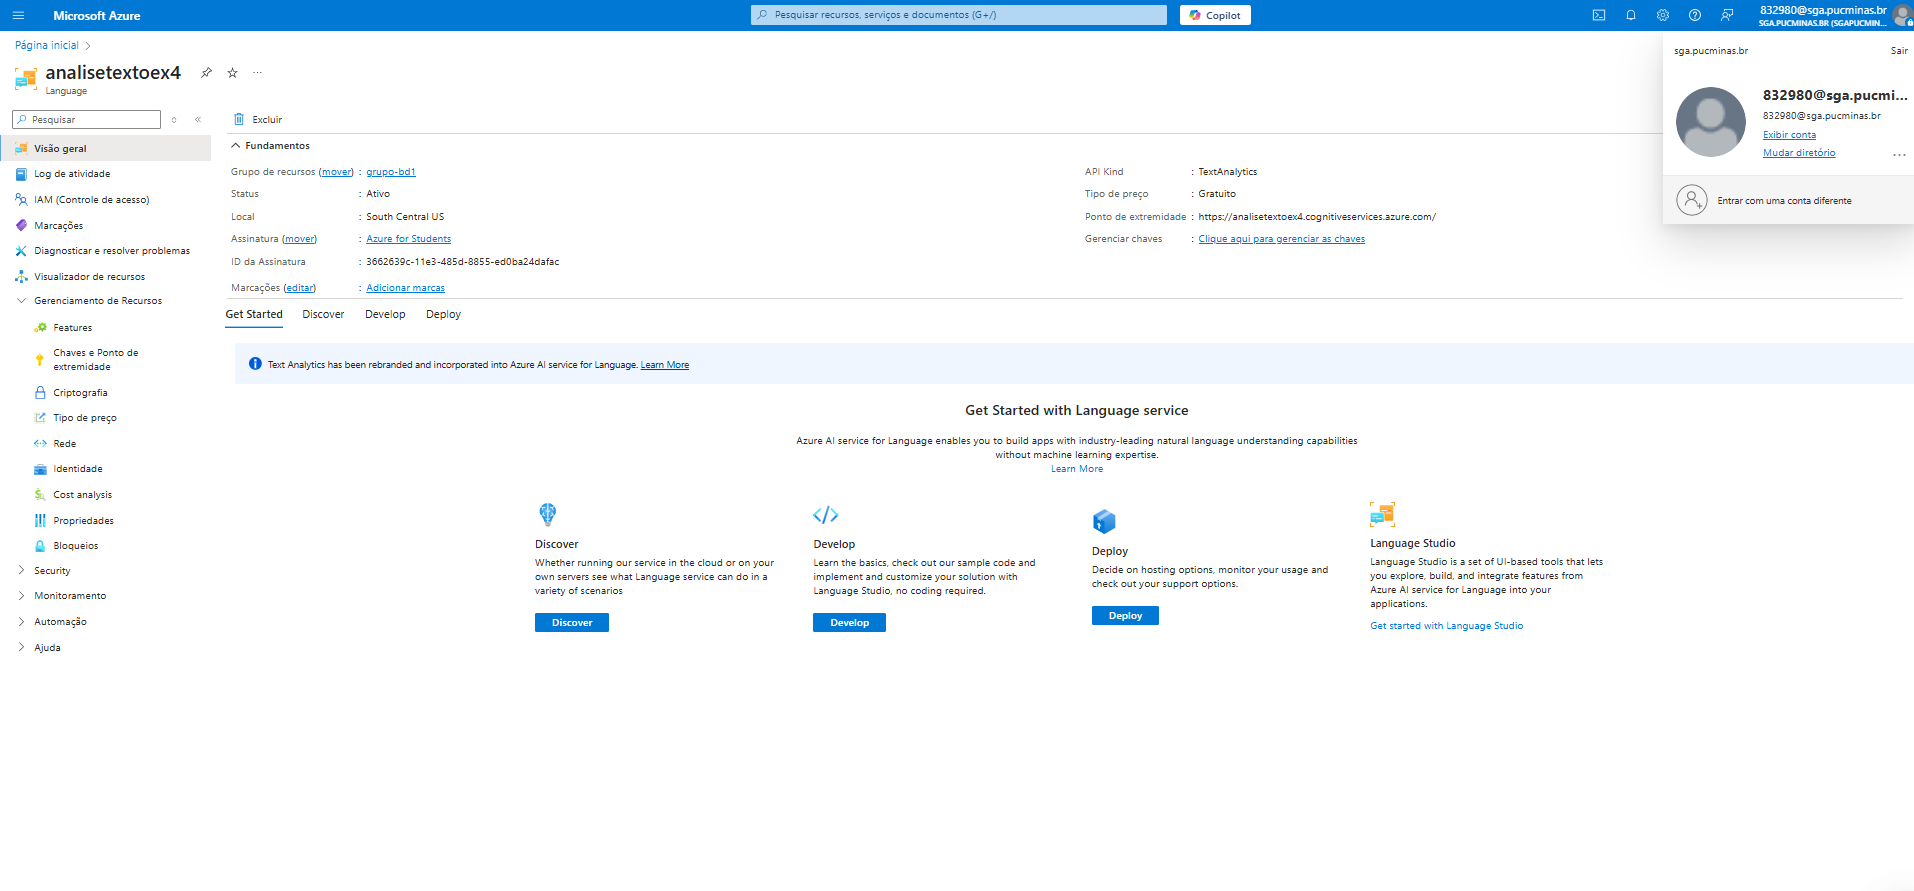 Microsoft Azure
Pesquisar recursos, serviços e documentos (G+/)
Copilot
832980@sga.pucminas.br
SGA.PUCMINAS.BR (SGAPUCMIN...
Página inicial
analisetextoex4
Language
sga.pucminas.br
Sair
832980@sga.pucmi...
832980@sga.pucminas.br
Exibir conta
Mudar diretório
Entrar com uma conta diferente
Pesquisar
Visão geral
Log de atividade
IAM (Controle de acesso)
Marcações
Diagnosticar e resolver problemas
Visualizador de recursos
Gerenciamento de Recursos
Features
Chaves e Ponto de
extremidade
Criptografia
Tipo de preço
Rede
Identidade
Cost analysis
Propriedades
Bloqueios
Security
Monitoramento
Automação
Ajuda
Excluir
Fundamentos
Grupo de recursos (mover) : grupo-bd1
Status : Ativo
Local : South Central US
Assinatura (mover) : Azure for Students
ID da Assinatura : 3662639c-11e3-485d-8855-ed0ba24dafac
Marcações (editar) : Adicionar marcas
API Kind : TextAnalytics
Tipo de preço : Gratuito
Ponto de extremidade : https://analisetextoex4.cognitiveservices.azure.com/
Gerenciar chaves : Clique aqui para gerenciar as chaves
Get Started Discover Develop Deploy
Text Analytics has been rebranded and incorporated into Azure AI service for Language. Learn More
Get Started with Language service
Azure AI service for Language enables you to build apps with industry-leading natural language understanding capabilities
without machine learning expertise.
Learn More
Discover
Whether running our service in the cloud or on your
own servers see what Language service can do in a
variety of scenarios
Discover
Develop
Learn the basics, check out our sample code and
implement and customize your solution with
Language Studio, no coding required.
Develop
Deploy
Decide on hosting options, monitor your usage and
check out your support options.
Deploy
Language Studio
Language Studio is a set of UI-based tools that lets
you explore, build, and integrate features from
Azure AI service for Language into your
applications.
Get started with Language Studio